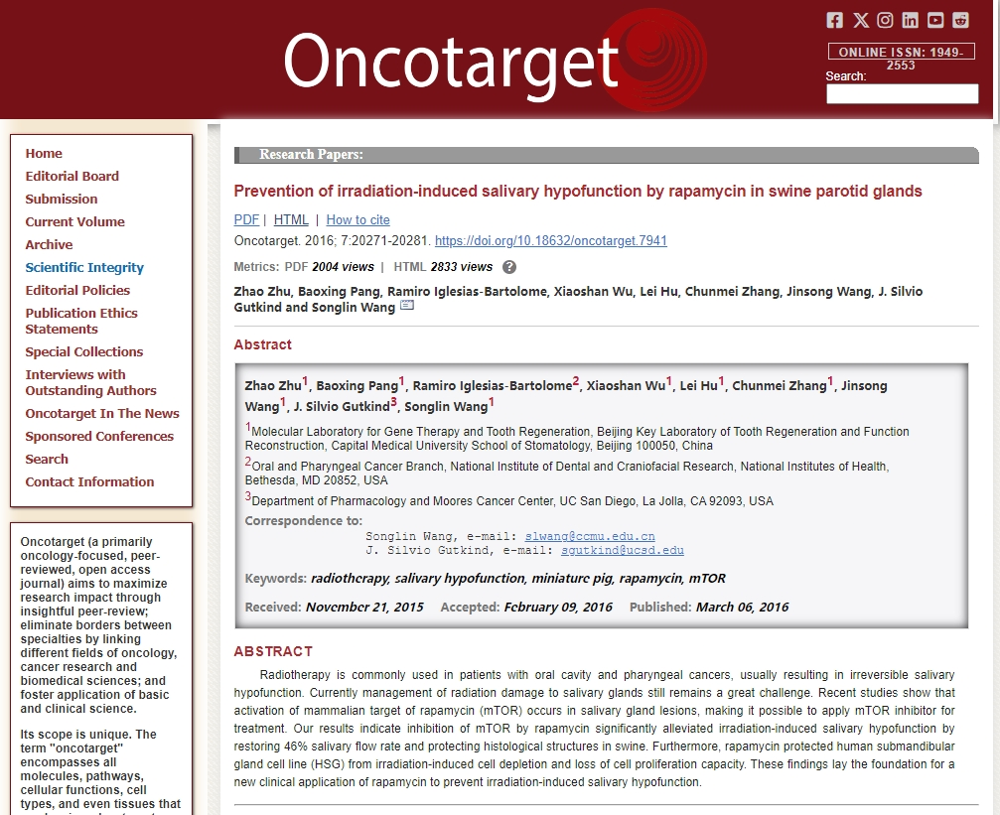 Oncotarget
ONLINE ISSN: 1949-
2553
Search:
Home
Editorial Board
Submission
Current Volume
Archive
Scientific Integrity
Editorial Policies
Publication Ethics
Statements
Special Collections
Interviews with
Outstanding Authors
Oncotarget In The News
Sponsored Conferences
Search
Contact Information
Oncotarget (a primarily
oncology-focused, peer-
reviewed, open access
journal) aims to maximize
research impact through
insightful peer-review;
eliminate borders between
specialties by linking
different fields of oncology,
cancer research and
biomedical sciences; and
foster application of basic
and clinical science.
Its scope is unique. The
term "oncotarget"
encompasses all
molecules, pathways,
cellular functions, cell
types, and even tissues that
Research Papers:
Prevention of irradiation-induced salivary hypofunction by rapamycin in swine parotid glands
PDF | HTML | How to cite
Oncotarget. 2016; 7:20271-20281. https://doi.org/10.18632/oncotarget.7941
Metrics: PDF 2004 views | HTML 2833 views ?
Zhao Zhu, Baoxing Pang, Ramiro Iglesias-Bartolome, Xiaoshan Wu, Lei Hu, Chunmei Zhang, Jinsong Wang, J. Silvio
Gutkind and Songlin Wang
Abstract
Zhao Zhu1, Baoxing Pang1, Ramiro Iglesias-Bartolome2, Xiaoshan Wu1, Lei Hu1, Chunmei Zhang1, Jinsong
Wang1, J. Silvio Gutkind3, Songlin Wang1
1Molecular Laboratory for Gene Therapy and Tooth Regeneration, Beijing Key Laboratory of Tooth Regeneration and Function
Reconstruction, Capital Medical University School of Stomatology, Beijing 100050, China
2Oral and Pharyngeal Cancer Branch, National Institute of Dental and Craniofacial Research, National Institutes of Health,
Bethesda, MD 20852, USA
3Department of Pharmacology and Moores Cancer Center, UC San Diego, La Jolla, CA 92093, USA
Correspondence to:
Songlin Wang, e-mail: slwang@ccmu.edu.cn
J. Silvio Gutkind, e-mail: sgutkind@ucsd.edu
Keywords: radiotherapy, salivary hypofunction, miniature pig, rapamycin, mTOR
Received: November 21, 2015 Accepted: February 09, 2016 Published: March 06, 2016
ABSTRACT
Radiotherapy is commonly used in patients with oral cavity and pharyngeal cancers, usually resulting in irreversible salivary
hypofunction. Currently management of radiation damage to salivary glands still remains a great challenge. Recent studies show that
activation of mammalian target of rapamycin (mTOR) occurs in salivary gland lesions, making it possible to apply mTOR inhibitor for
treatment. Our results indicate inhibition of mTOR by rapamycin significantly alleviated irradiation-induced salivary hypofunction by
restoring 46% salivary flow rate and protecting histological structures in swine. Furthermore, rapamycin protected human submandibular
gland cell line (HSG) from irradiation-induced cell depletion and loss of cell proliferation capacity. These findings lay the foundation for a
new clinical application of rapamycin to prevent irradiation-induced salivary hypofunction.